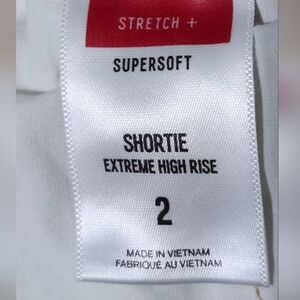 STRETCH +
SUPERSOFT
SHORTIE
EXTREME HIGH RISE
2
MADE IN VIETNAM
FABRIQUÉ AU VIETNAM